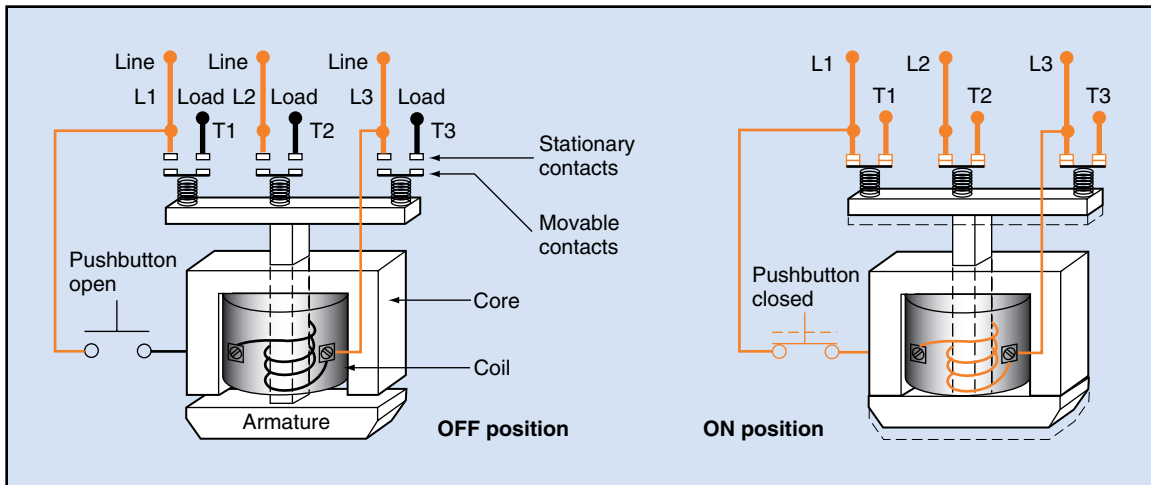 Line Line Line
L1 Load L2 Load L3 Load
T1 T2 T3
Stationary
contacts
Movable
contacts
Pushbutton
open
Core
Coil
Armature
OFF position
L1 L2 L3
T1 T2 T3
Pushbutton
closed
ON position